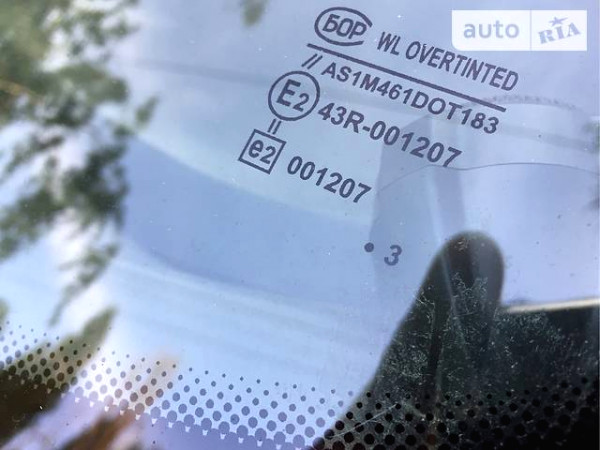 БОР WL OVERTINTED
// AS1M461DOT183
E2 43R-001207
=
e2 001207
• 3
auto RIA